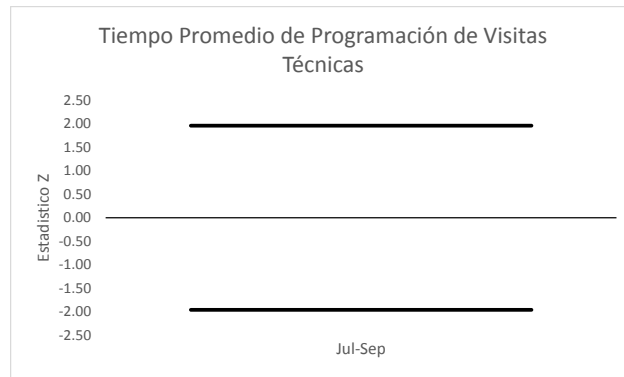 Tiempo Promedio de Programación de Visitas
Técnicas
2.50
2.00
1.50
1.00
0.50
0.00
-0.50
-1.00
-1.50
-2.00
-2.50
Estadístico Z
Jul-Sep